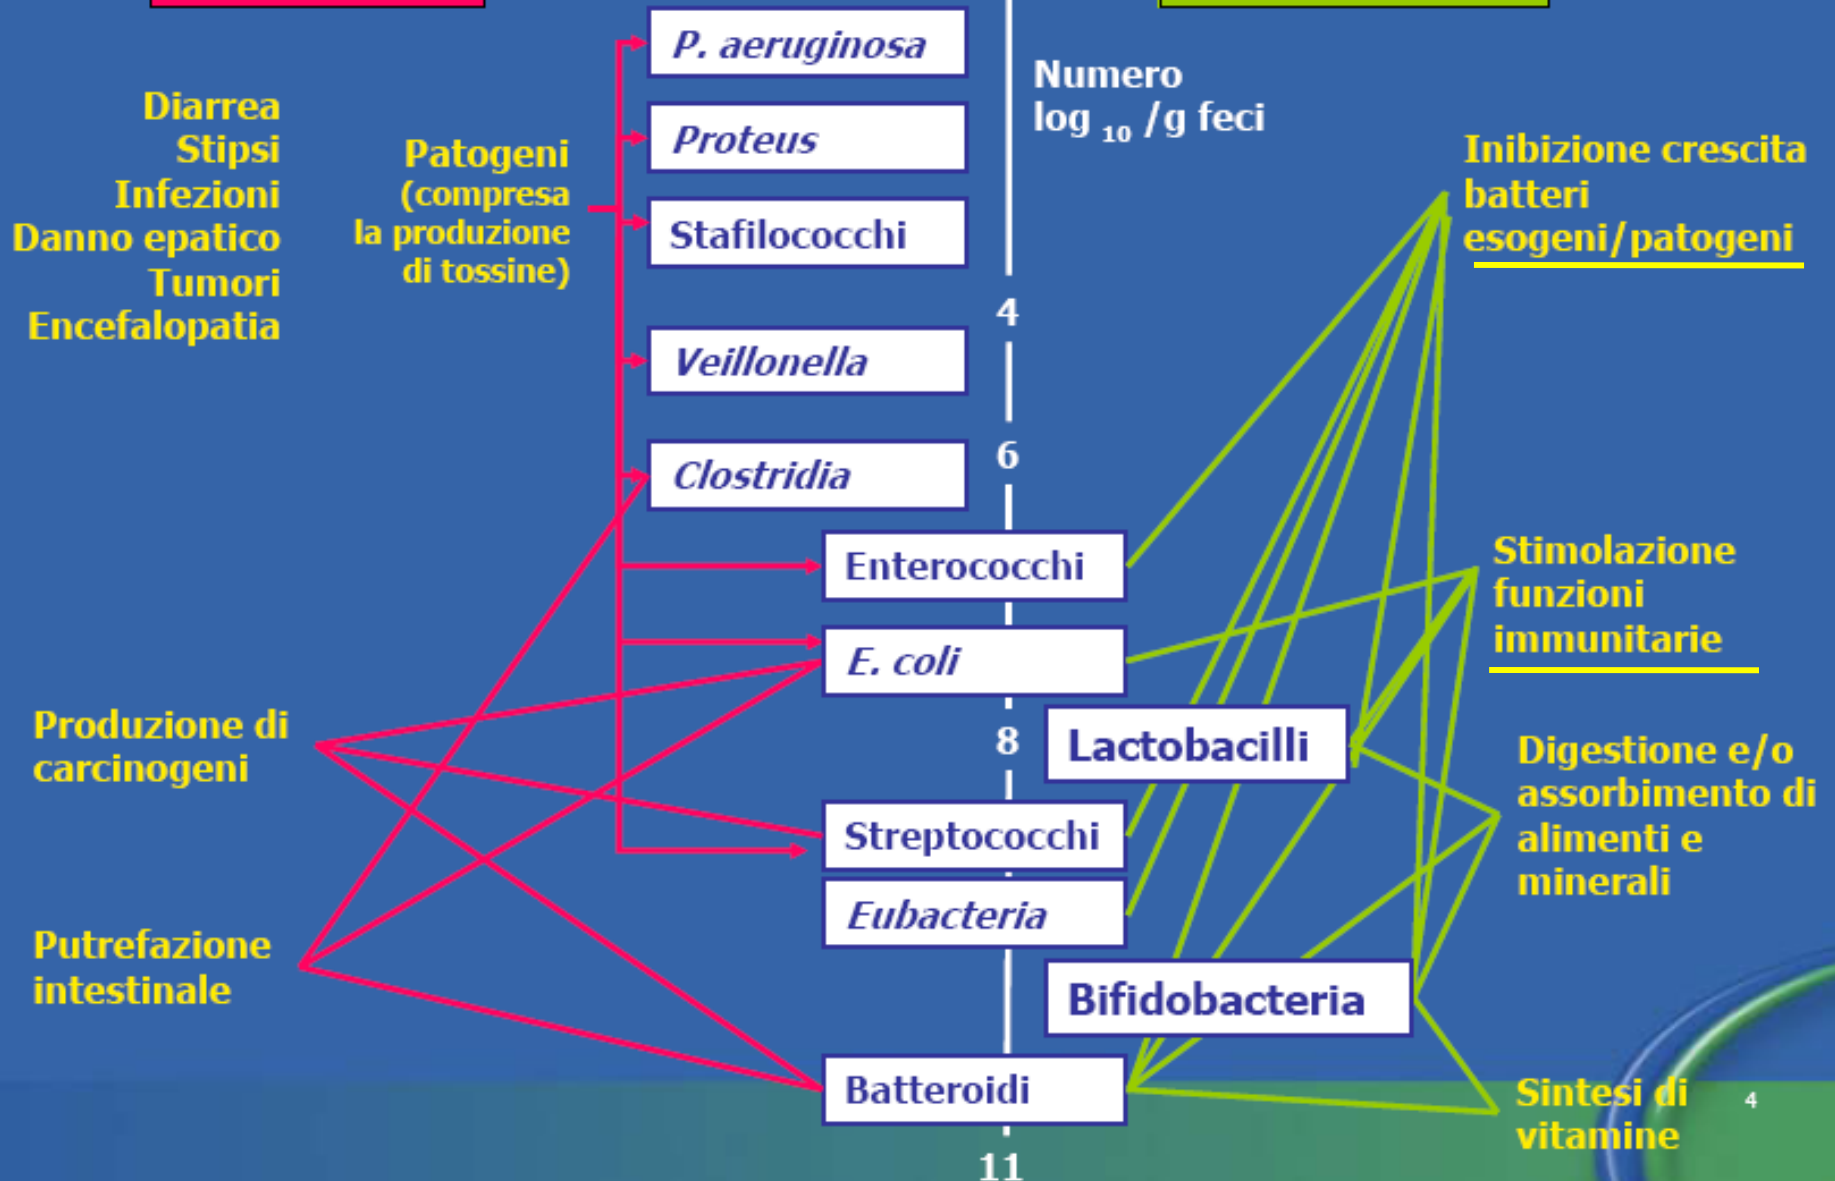 P. aeruginosa
Numero
log 10 /g feci
Diarrea
Stipsi
Infezioni
Danno epatico
Tumori
Encefalopatia
Patogeni
(compresa
la produzione
di tossine)
Proteus
Stafilococchi
Inibizione crescita
batteri
esogeni/patogeni
4
Veillonella
6
Clostridia
Enterococchi
Stimolazione
funzioni
immunitarie
E. coli
Produzione di
carcinogeni
8
Lactobacilli
Digestione e/o
assorbimento di
alimenti e
minerali
Streptococchi
Eubacteria
Putrefazione
intestinale
Bifidobacteria
Batteroidi
Sintesi di
vitamine
4
11